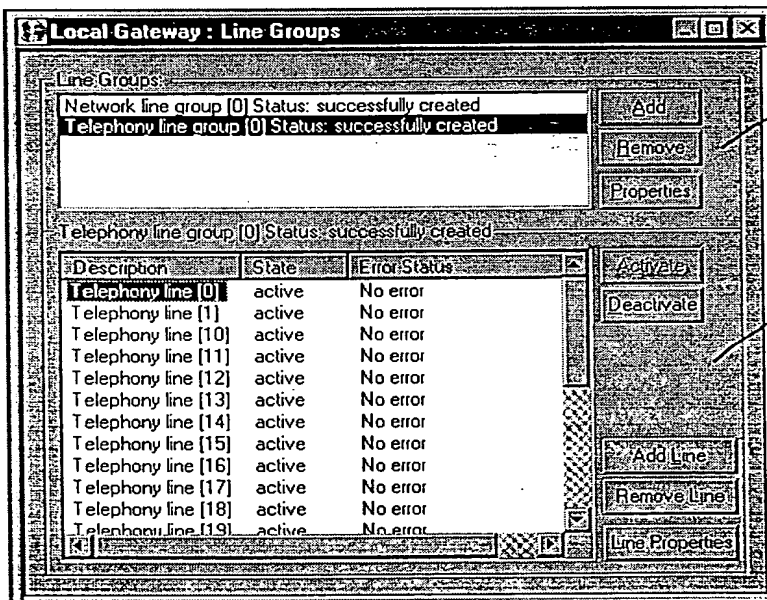 Local Gateway : Line Groups
Line Groups:
Network line group [0] Status: successfully created
Telephony line group [0] Status: successfully created
Add
Remove
Properties
Telephony line group [0] Status: successfully created
Description State Error Status
Telephony line [0] active No error
Telephony line [1] active No error
Telephony line [10] active No error
Telephony line [11] active No error
Telephony line [12] active No error
Telephony line [13] active No error
Telephony line [14] active No error
Telephony line [15] active No error
Telephony line [16] active No error
Telephony line [17] active No error
Telephony line [18] active No error
Telephony line [19] active No error
Activate
Deactivate
Add Line
Remove Line
Line Properties